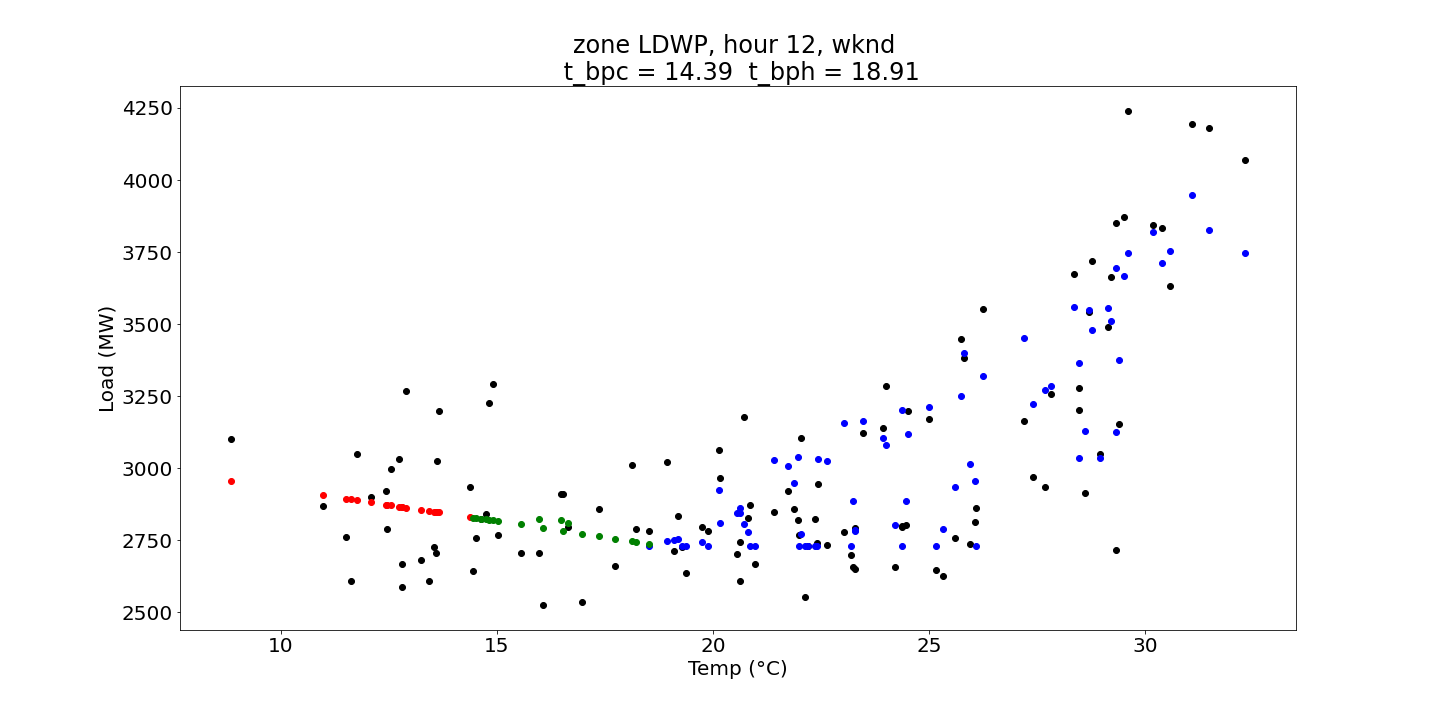 zone LDWP, hour 12, wknd
t_bpc = 14.39 t_bph = 18.91
4250
4000
3750
3500
3250
3000
2750
2500
Load (MW)
10 15 20 25 30
Temp (°C)